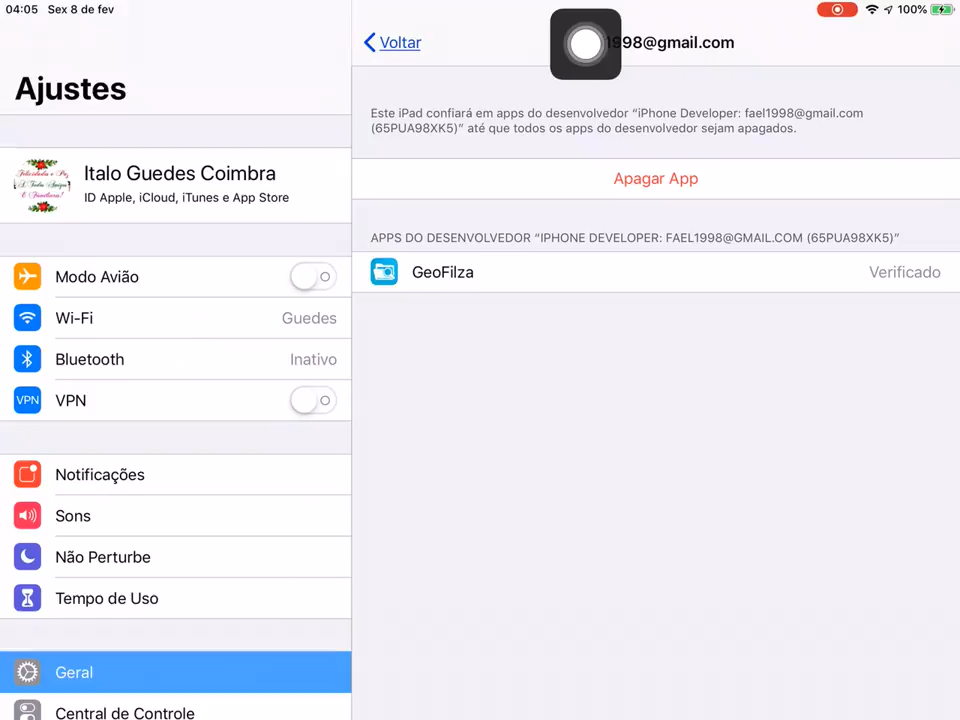 04:05 Sex 8 de fev
100%
Ajustes
Italo Guedes Coimbra
ID Apple, iCloud, iTunes e App Store
Modo Avião
Wi-Fi
Guedes
Bluetooth
Inativo
VPN
VPN
Notificações
Sons
Não Perturbe
Tempo de Uso
Geral
Central de Controle
Voltar
1998@gmail.com
Este iPad confiará em apps do desenvolvedor “iPhone Developer: fael1998@gmail.com
(65PUA98XK5)” até que todos os apps do desenvolvedor sejam apagados.
Apagar App
APPS DO DESENVOLVEDOR “IPHONE DEVELOPER: FAEL1998@GMAIL.COM (65PUA98XK5)”
GeoFilza
Verificado